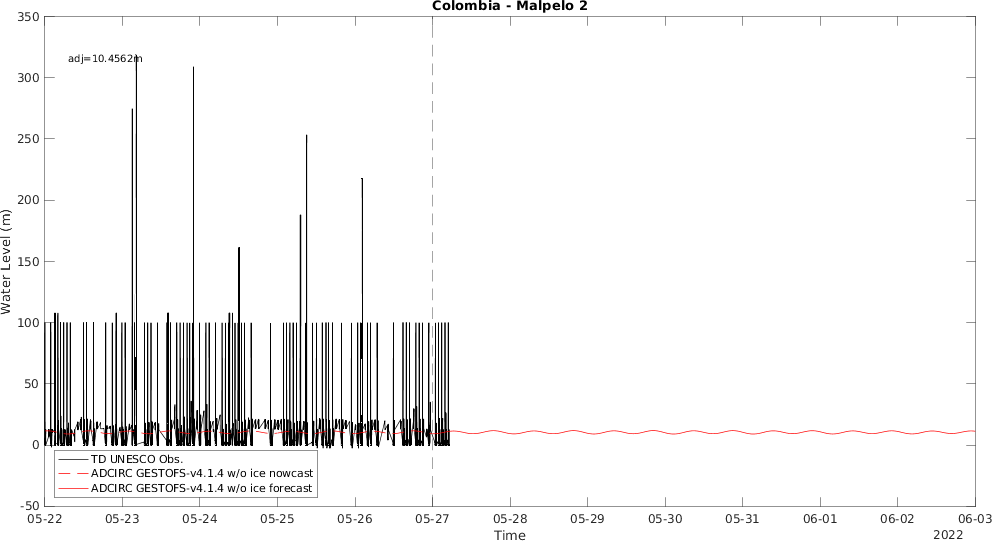 Colombia - Malpelo 2
adj=10.4562m
350
300
250
200
150
100
50
0
-50
Water Level (m)
TD UNESCO Obs.
ADCIRC GESTOFS-v4.1.4 w/o ice nowcast
ADCIRC GESTOFS-v4.1.4 w/o ice forecast
05-22 05-23 05-24 05-25 05-26 05-27 05-28 05-29 05-30 05-31 06-01 06-02 06-03
Time
2022